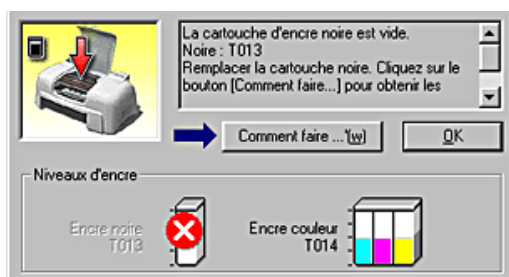 La cartouche d'encre noire est vide.
Noire : T013
Remplacer la cartouche noire. Cliquez sur le
bouton [Comment faire...] pour obtenir les
Comment faire ...'(w)
OK
Niveaux d'encre
Encre noire
T013
Encre couleur
T014